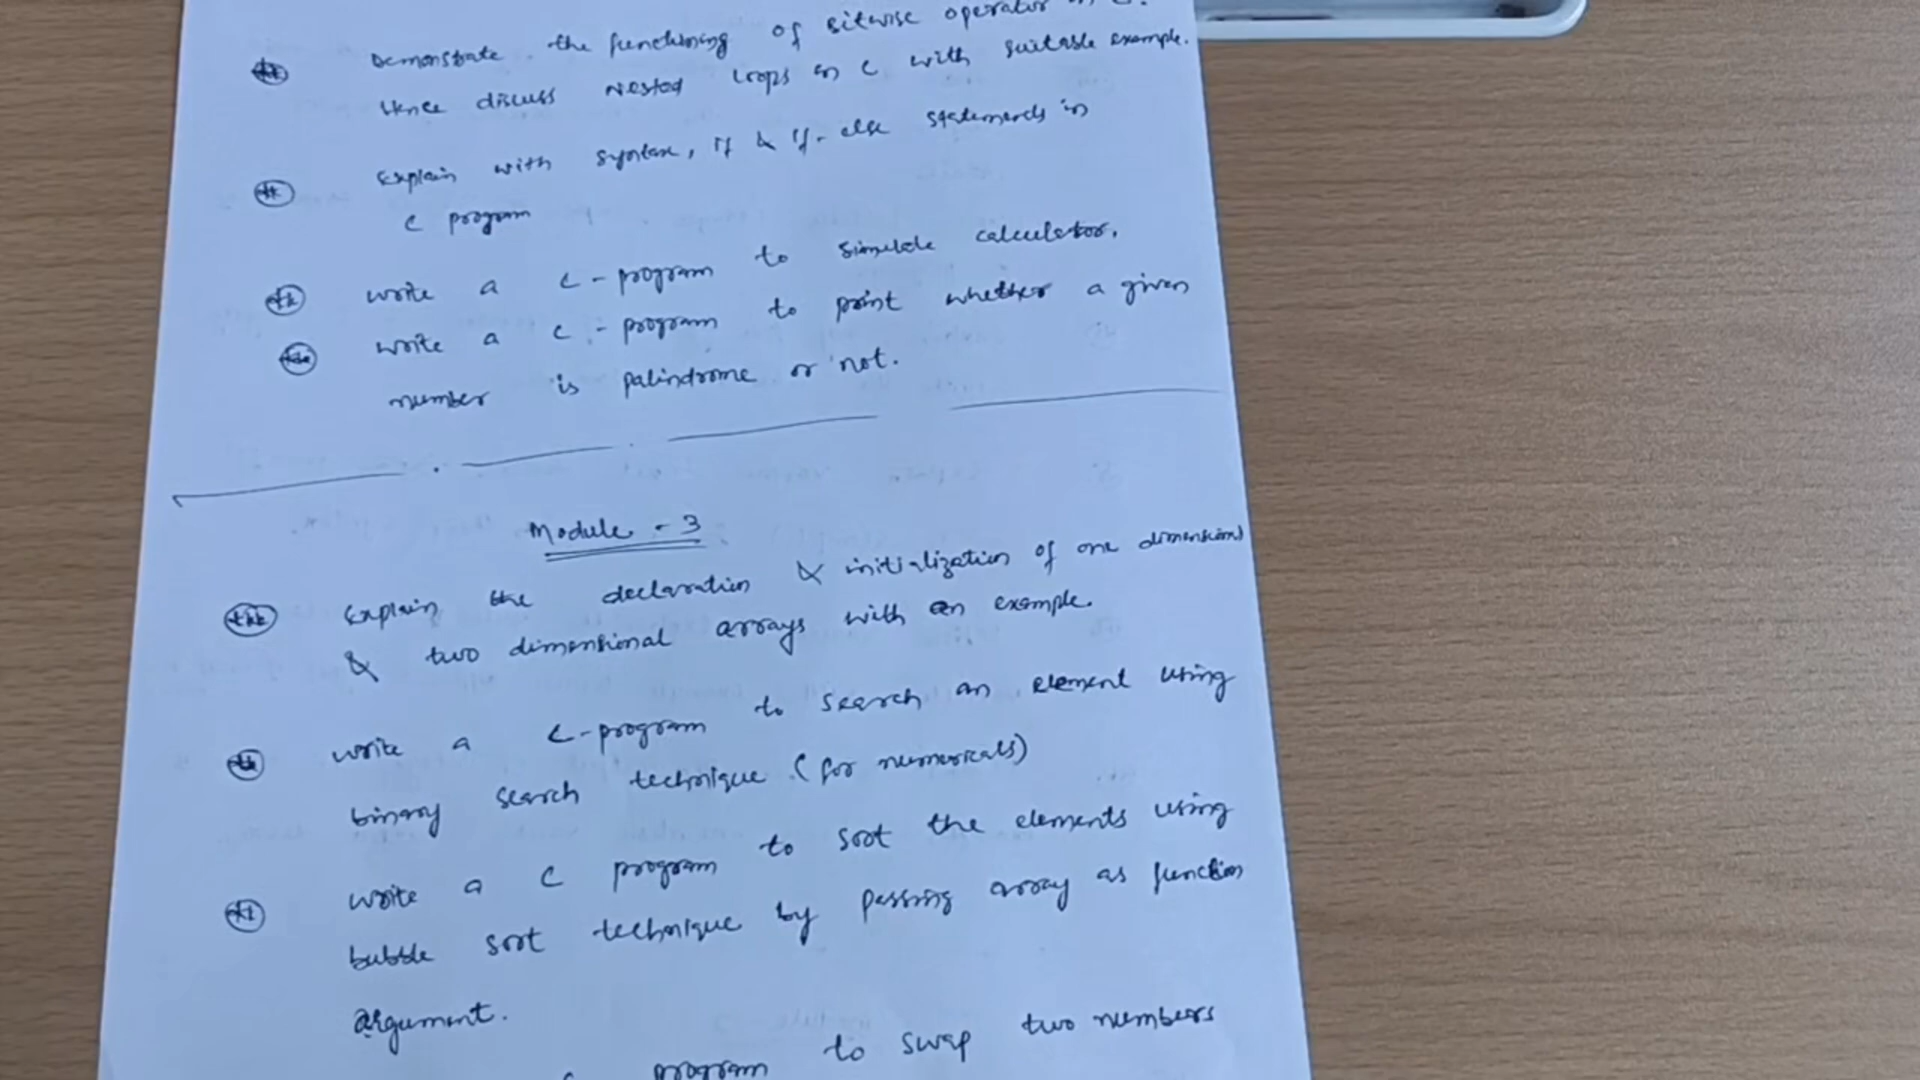 Demonstrate the functioning of bitwise operator in C.
Hence discuss Nested loops in C with suitable example.
Explain with syntax, if & if-else statements in
C program
Write a C-program to simulate calculator.
Write a C-program to print whether a given
number is palindrome or not.
Module - 3
Explain the declaration & initialization of one dimensional
& two dimensional arrays with an example.
Write a C-program to search an element using
binary search technique. (for numericals)
Write a C program to sort the elements using
bubble sort technique by passing array as function
argument.
program to swap two numbers